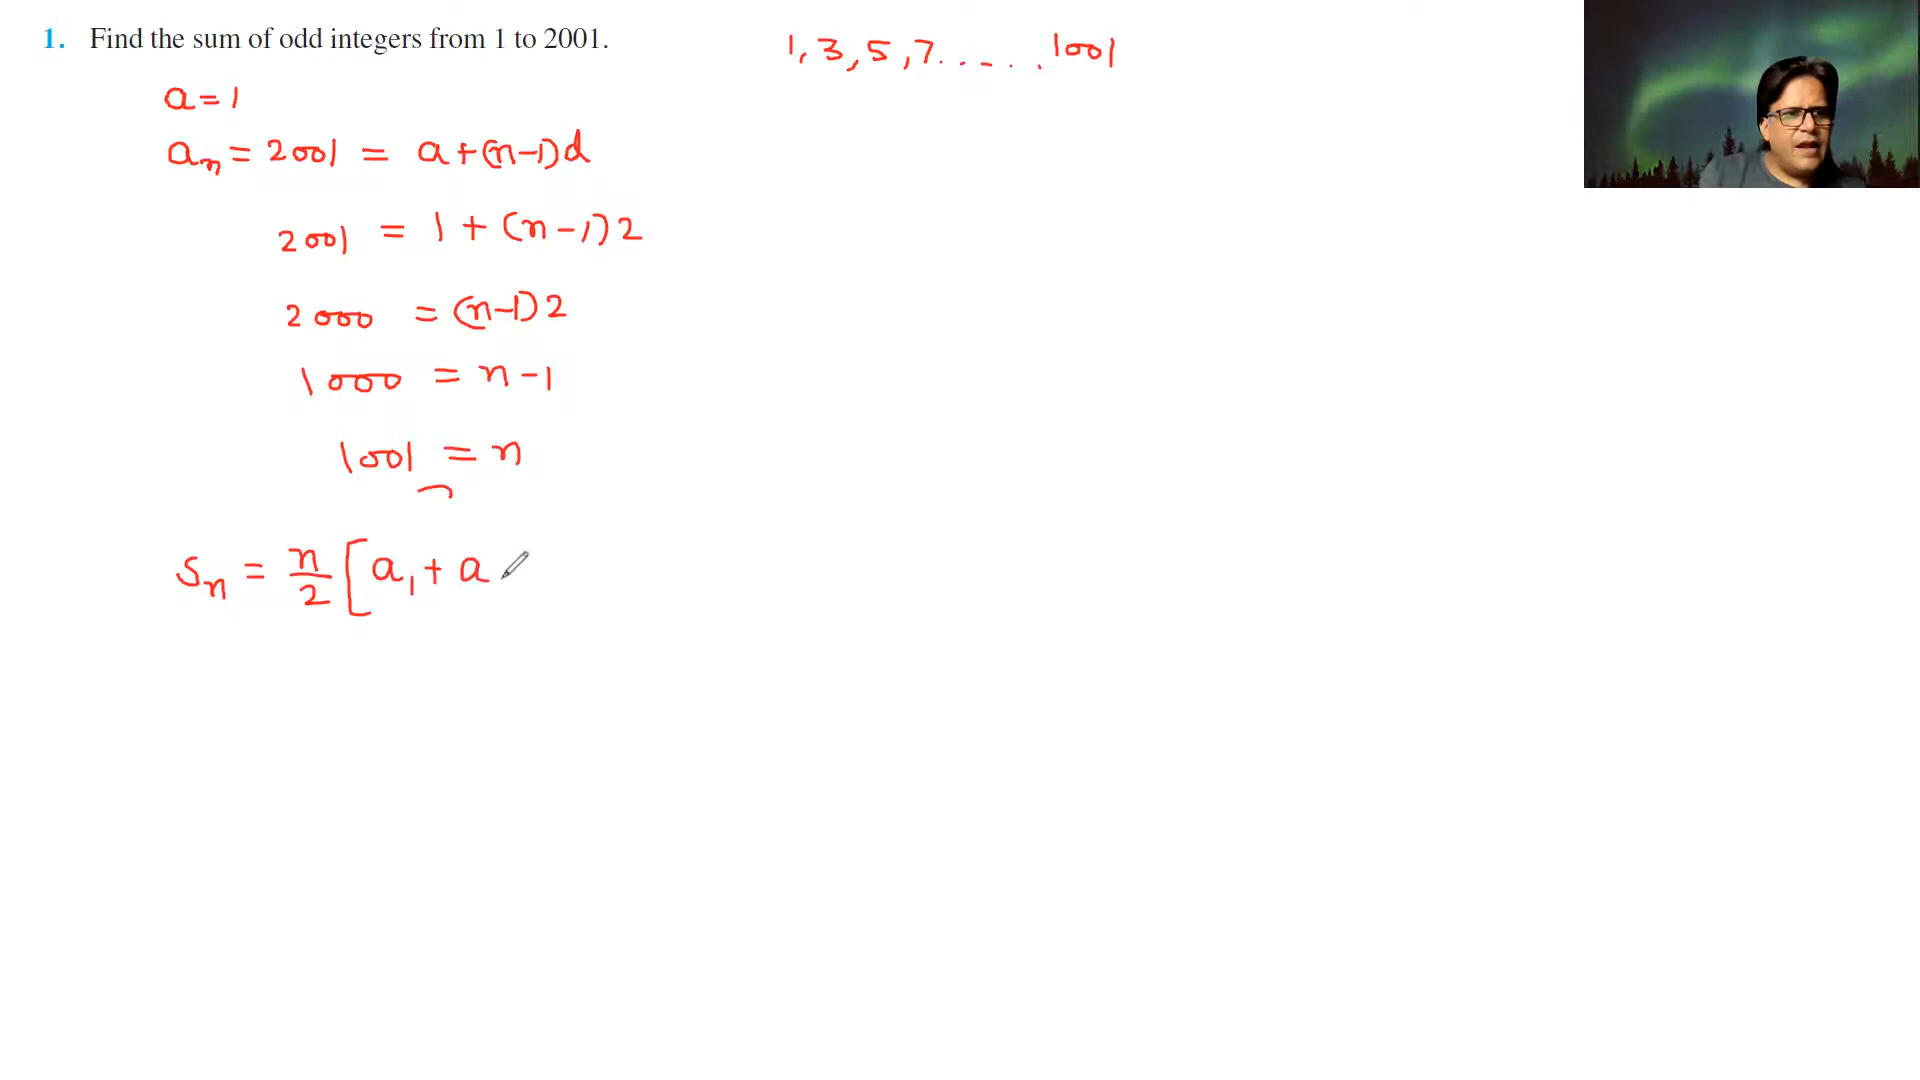 1. Find the sum of odd integers from 1 to 2001.
1, 3, 5, 7 . . - . . . 1001
a = 1
aₙ = 2001 = a + (n-1)d
2001 = 1 + (n-1)2
2000 = (n-1)2
1000 = n-1
1001 = n
Sₙ = n/2 [a₁ + a